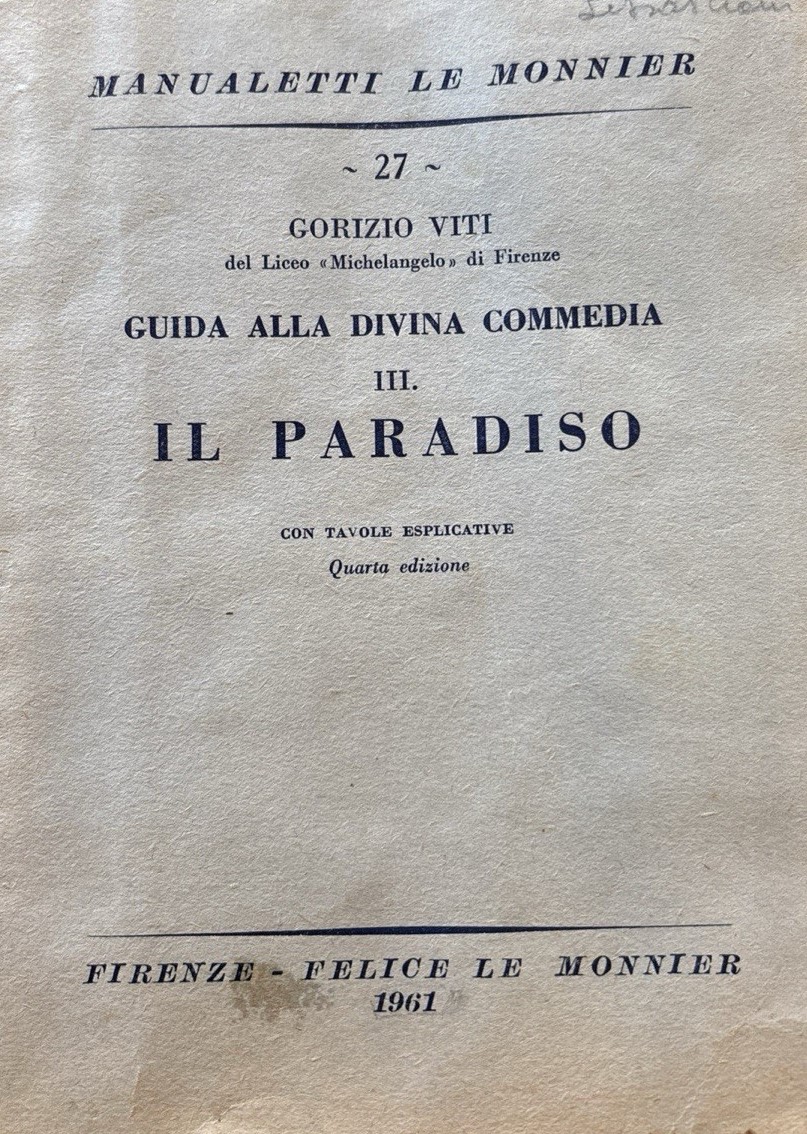 MANUALETTI LE MONNIER
~ 27 ~
GORIZIO VITI
del Liceo «Michelangelo» di Firenze
GUIDA ALLA DIVINA COMMEDIA
III.
IL PARADISO
CON TAVOLE ESPLICATIVE
Quarta edizione
FIRENZE - FELICE LE MONNIER
1961